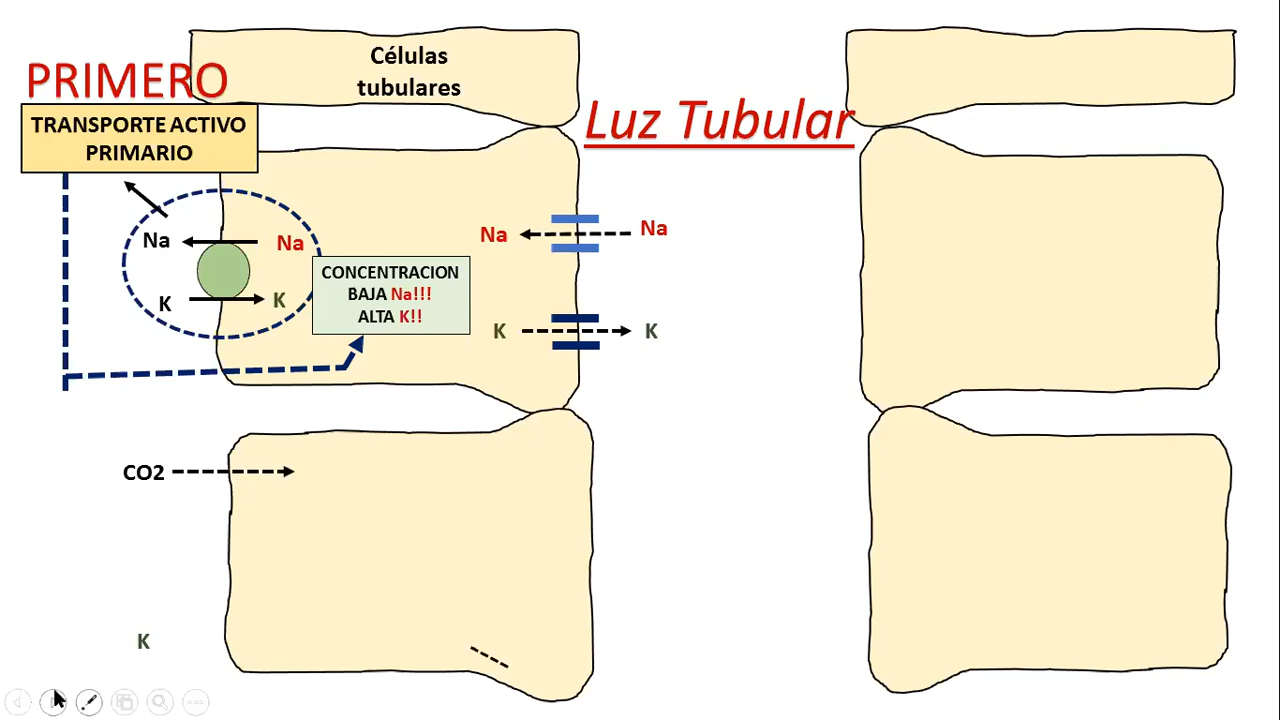 Células
tubulares
PRIMERO
TRANSPORTE ACTIVO
PRIMARIO
Luz Tubular
Na
Na
Na
Na
CONCENTRACION
BAJA Na!!!
ALTA K!!
K
K
K
K
CO2
K